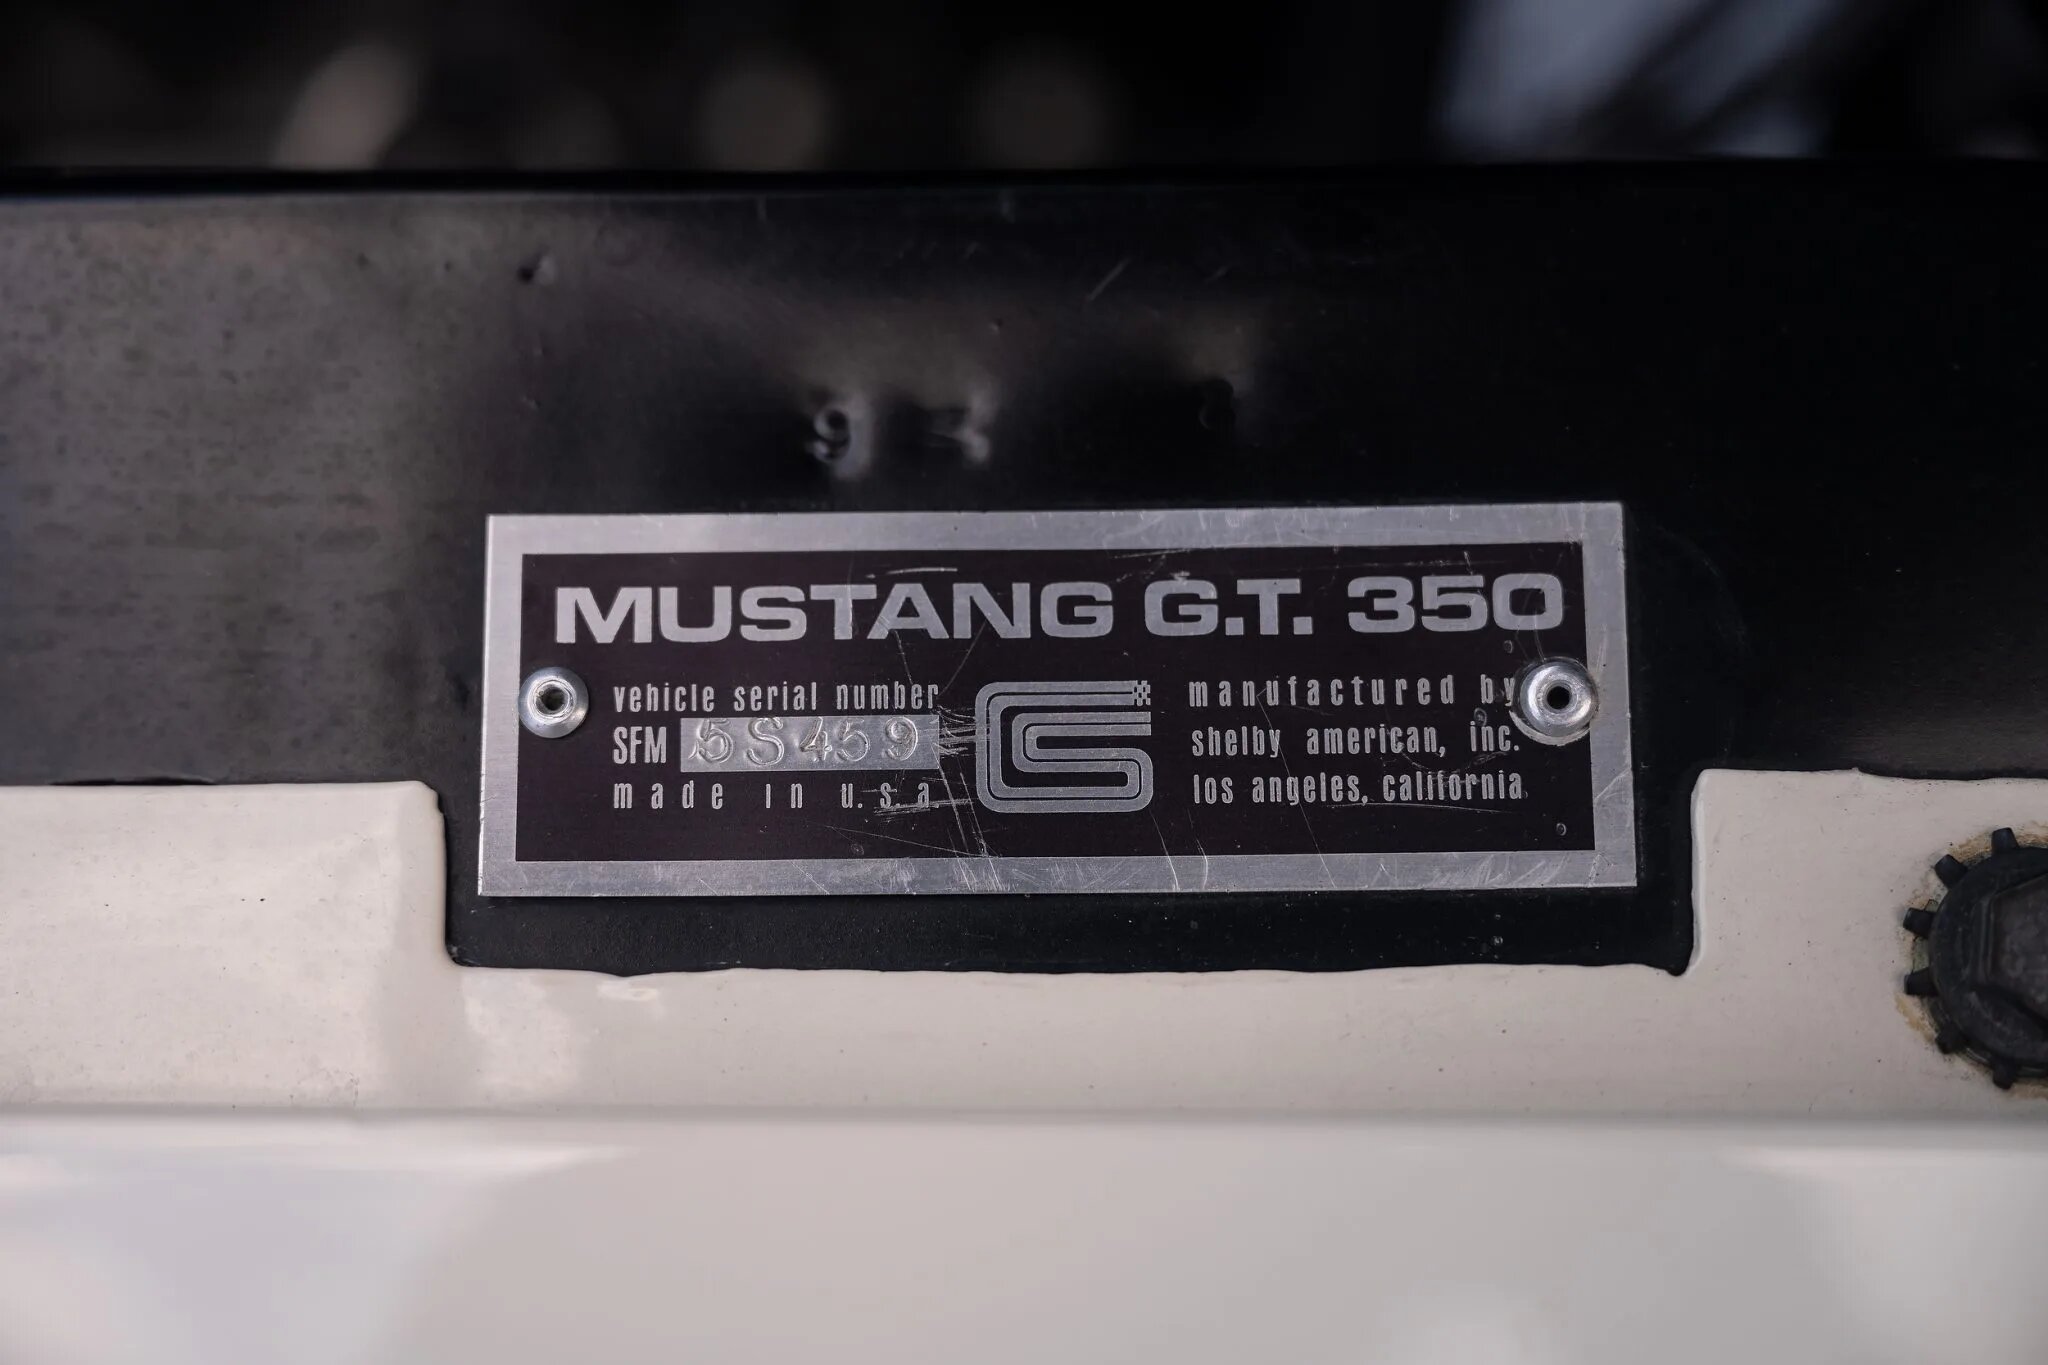 MUSTANG G.T. 350
vehicle serial number
SFM 5S459
made in u.s.a
manufactured by
shelby american, inc.
los angeles, california